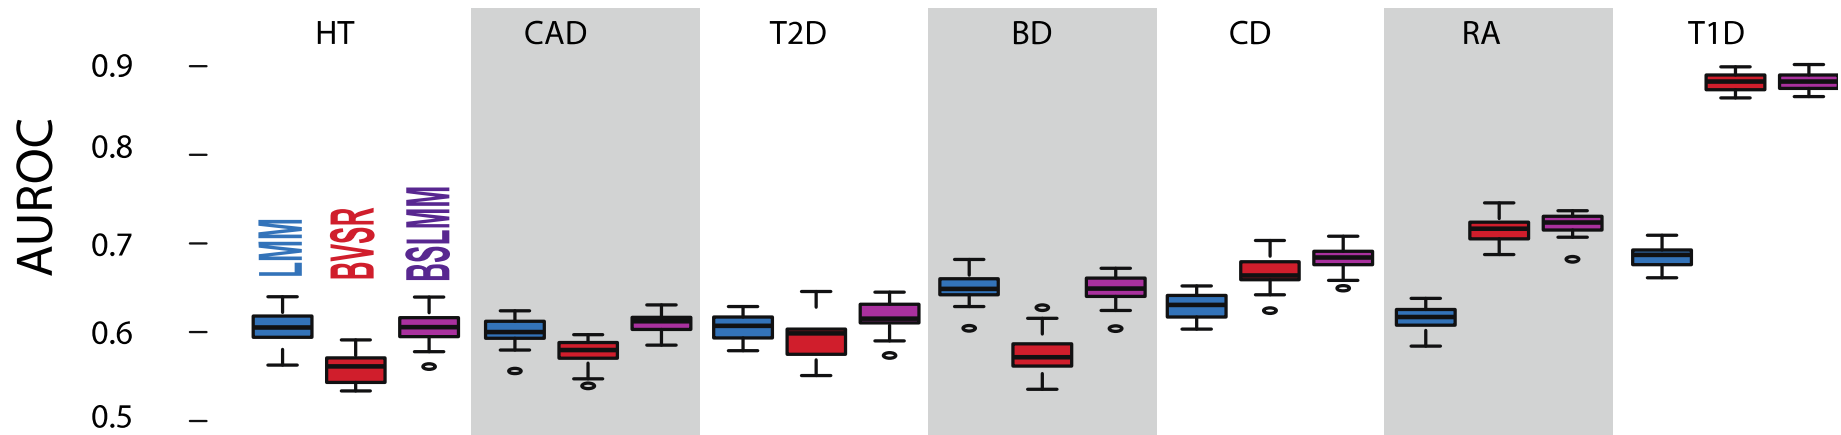 HT CAD T2D BD CD RA T1D
AUROC
0.9
0.8
0.7
0.6
0.5
LMM
BVSR
BSLMM